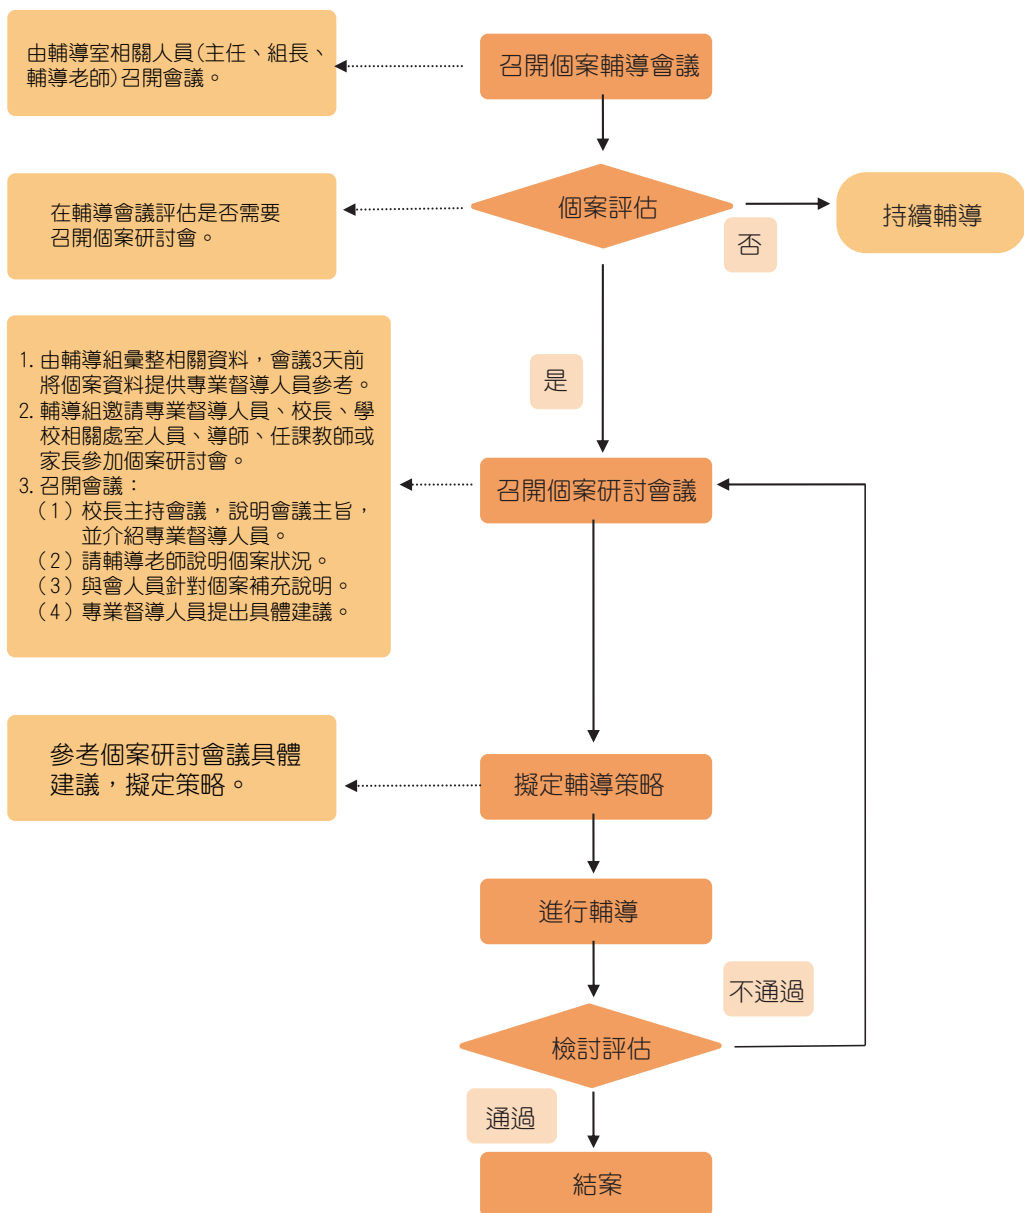 由輔導室相關人員(主任、組長、
輔導老師)召開會議。
召開個案輔導會議
在輔導會議評估是否需要
召開個案研討會。
個案評估
否
持續輔導
是
1. 由輔導組彙整相關資料，會議3天前
將個案資料提供專業督導人員參考。
2. 輔導組邀請專業督導人員、校長、學
校相關處室人員、導師、任課教師或
家長參加個案研討會。
3. 召開會議：
（1）校長主持會議，說明會議主旨，
並介紹專業督導人員。
（2）請輔導老師說明個案狀況。
（3）與會人員針對個案補充說明。
（4）專業督導人員提出具體建議。
召開個案研討會議
參考個案研討會議具體
建議，擬定策略。
擬定輔導策略
進行輔導
不通過
檢討評估
通過
結案